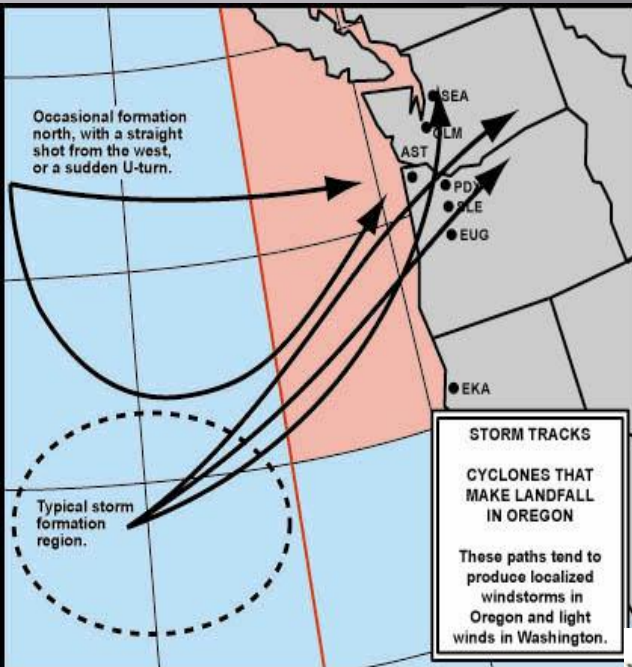 Occasional formation
north, with a straight
shot from the west,
or a sudden U-turn.
SEA
OLM
AST
PDX
SLE
EUG
EKA
Typical storm
formation
region.
STORM TRACKS
CYCLONES THAT
MAKE LANDFALL
IN OREGON
These paths tend to
produce localized
windstorms in
Oregon and light
winds in Washington.